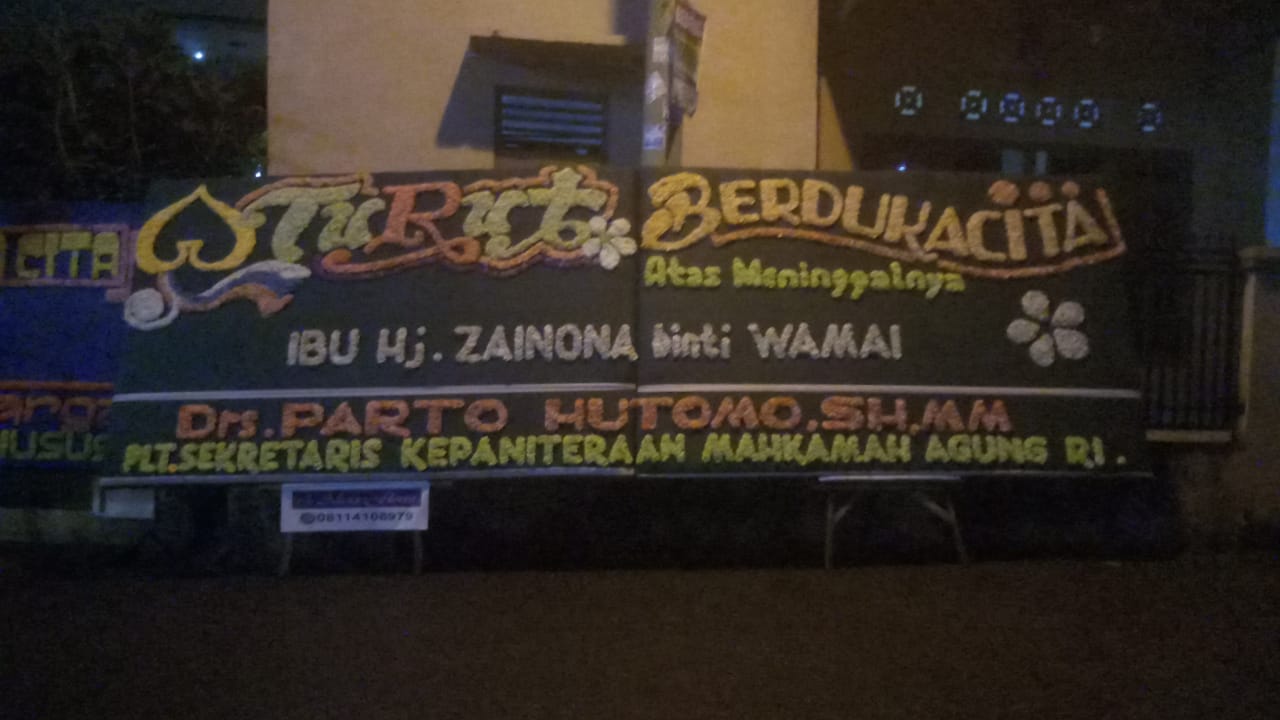 TuRut BERDUKACITA
Atas Meninggalnya
IBU Hj. ZAINONA binti WAMAI
Drs. PARTO HUTOMO.SH,MM
PLT.SEKRETARIS KEPANITERAAN MAHKAMAH AGUNG RI.
08114108979
CITA